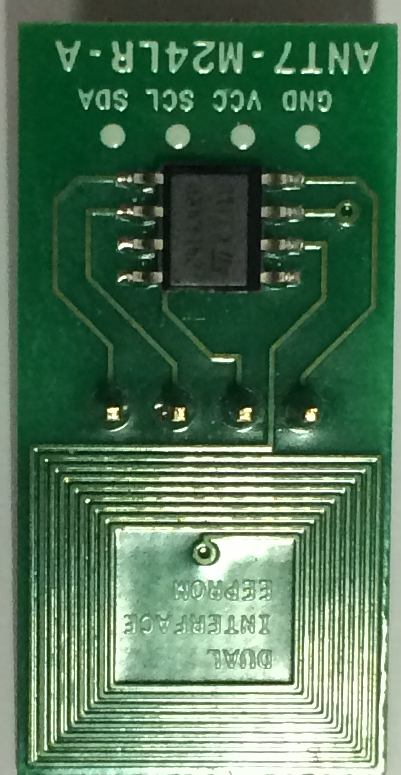 DUAL
INTERFACE
EEPROM
GND VCC SCL SDA
ANT7-M24LR-A